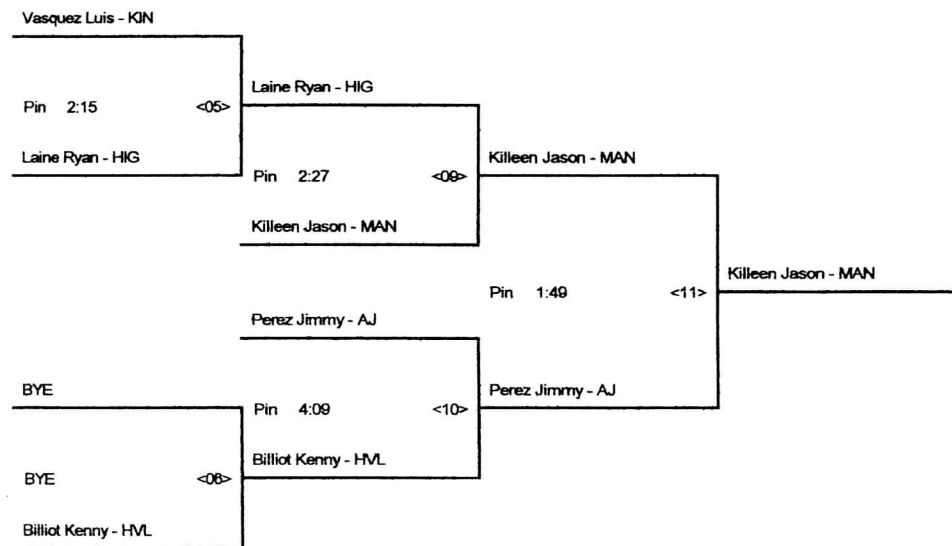 Vasquez Luis - KIN
Laine Ryan - HIG
Pin 2:15 <05>
Laine Ryan - HIG
Killeen Jason - MAN
Pin 2:27 <09>
Killeen Jason - MAN
Killeen Jason - MAN
Pin 1:49 <11>
Perez Jimmy - AJ
BYE
Perez Jimmy - AJ
Pin 4:09 <10>
Billiot Kenny - HVL
BYE <06>
Billiot Kenny - HVL